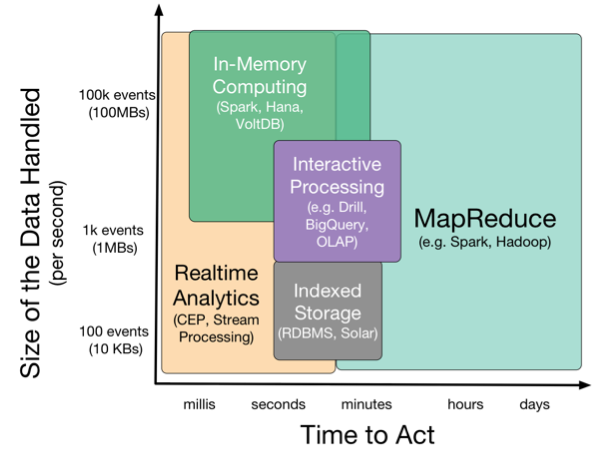 Size of the Data Handled
(per second)
100k events
(100MBs)
1k events
(1MBs)
100 events
(10 KBs)
In-Memory
Computing
(Spark, Hana,
VoltDB)
Interactive
Processing
(e.g. Drill,
BigQuery,
OLAP)
MapReduce
(e.g. Spark, Hadoop)
Realtime
Analytics
(CEP, Stream
Processing)
Indexed
Storage
(RDBMS, Solar)
millis
seconds
minutes
hours
days
Time to Act